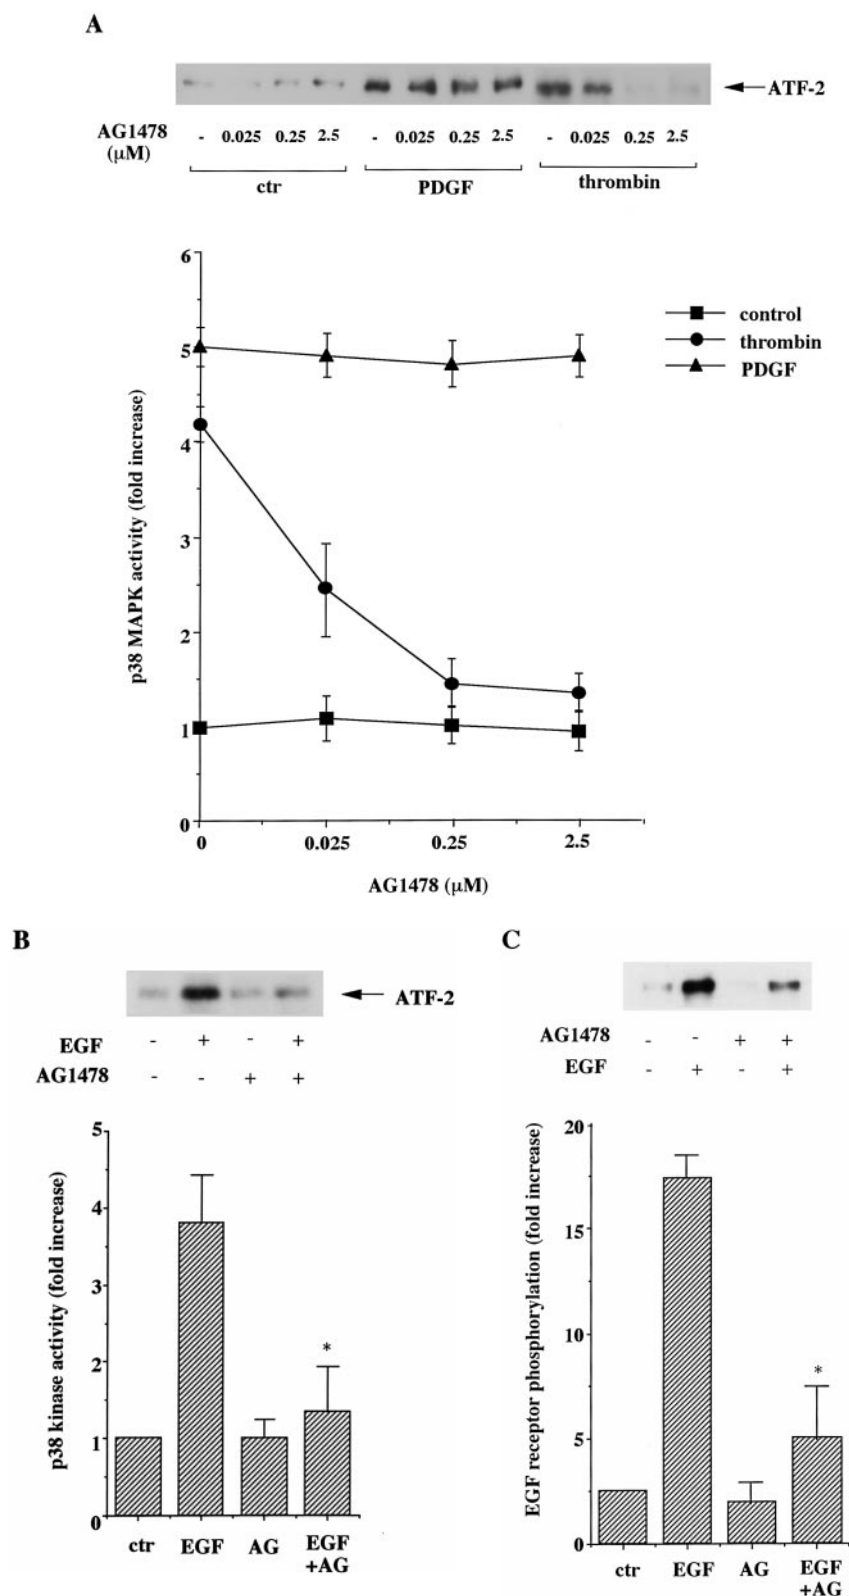 A
ATF-2
AG1478 (μM)
- 0.025 0.25 2.5 - 0.025 0.25 2.5 - 0.025 0.25 2.5
ctr PDGF thrombin
6
5
4
3
2
1
0
p38 MAPK activity (fold increase)
control
thrombin
PDGF
0 0.025 0.25 2.5
AG1478 (μM)
B
ATF-2
EGF - + - +
AG1478 - - + +
5
4
3
2
1
0
p38 kinase activity (fold increase)
*
ctr EGF AG EGF +AG
C
AG1478 - - + +
EGF - + - +
20
15
10
5
0
EGF receptor phosphorylation (fold increase)
*
ctr EGF AG EGF +AG